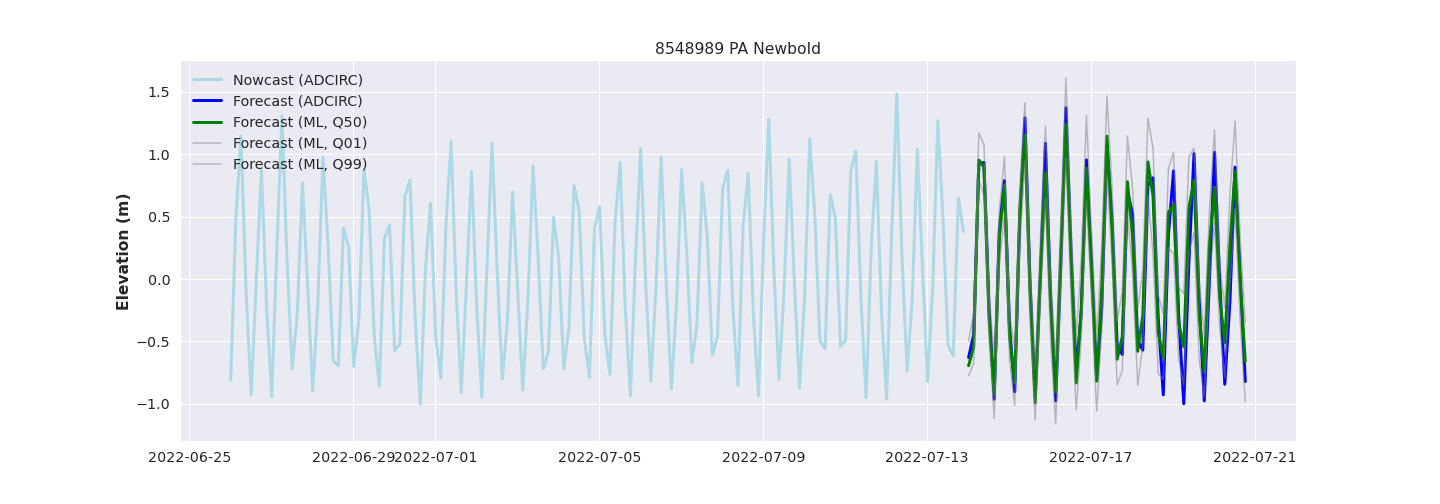 8548989 PA Newbold
Nowcast (ADCIRC)
Forecast (ADCIRC)
Forecast (ML, Q50)
Forecast (ML, Q01)
Forecast (ML, Q99)
Elevation (m)
1.5
1.0
0.5
0.0
−0.5
−1.0
2022-06-25 2022-06-29 2022-07-01 2022-07-05 2022-07-09 2022-07-13 2022-07-17 2022-07-21